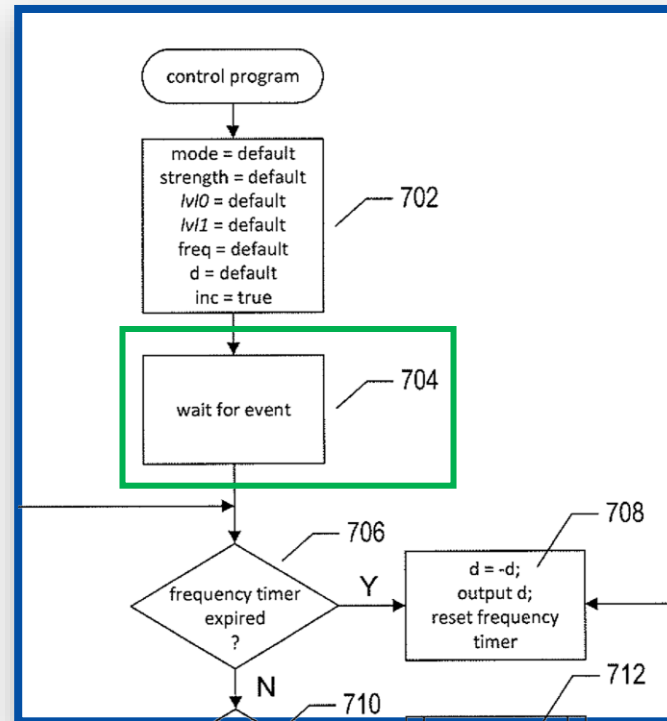 control program
mode = default
strength = default
lvl0 = default
lvl1 = default
freq = default
d = default
inc = true
702
wait for event
704
706
frequency timer
expired
?
Y
708
d = -d;
output d;
reset frequency
timer
N
710
712